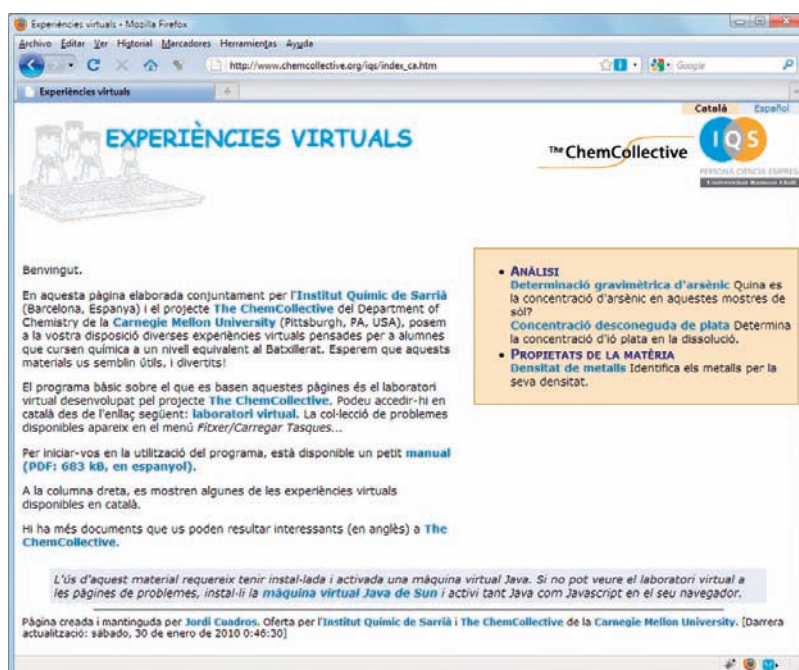 Experiències virtuals - Mozilla Firefox
Archivo Editar Ver Historial Marcadores Herramientas Ayuda
http://www.chemcollective.org/iqs/index_ca.htm
Google
Experiències virtuals
Català Español
EXPERIÈNCIES VIRTUALS
The ChemCollective
IQS
PERSONA CIENCIA EMPRESA
Universitat Ramon Llull
Benvingut.
En aquesta pàgina elaborada conjuntament per l'Institut Químic de Sarrià
(Barcelona, Espanya) i el projecte The ChemCollective del Department of
Chemistry de la Carnegie Mellon University (Pittsburgh, PA, USA), posem
a la vostra disposició diverses experiències virtuals pensades per a alumnes
que cursen química a un nivell equivalent al Batxillerat. Esperem que aquests
materials us semblin útils, i divertits!
El programa bàsic sobre el que es basen aquestes pàgines és el laboratori
virtual desenvolupat pel projecte The ChemCollective. Podeu accedir-hi en
català des de l'enllaç següent: laboratori virtual. La col·lecció de problemes
disponibles apareix en el menú Fitxer/Carregar Tasques...
Per iniciar-vos en la utilització del programa, està disponible un petit manual
(PDF: 683 kB, en espanyol).
A la columna dreta, es mostren algunes de les experiències virtuals
disponibles en català.
Hi ha més documents que us poden resultar interessants (en anglès) a The
ChemCollective.
• ANÀLISI
Determinació gravimètrica d'arsènic Quina es
la concentració d'arsènic en aquestes mostres de
sòl?
Concentració desconeguda de plata Determina
la concentració d'ió plata en la dissolució.
• PROPIETATS DE LA MATÈRIA
Densitat de metalls Identifica els metalls per la
seva densitat.
L'ús d'aquest material requereix tenir instal·lada i activada una màquina virtual Java. Si no pot veure el laboratori virtual a
les pàgines de problemes, instal·li la màquina virtual Java de Sun i activi tant Java com Javascript en el seu navegador.
Pàgina creada i mantinguda per Jordi Cuadros. Oferta per l'Institut Químic de Sarrià i The ChemCollective de la Carnegie Mellon University. [Darrera
actualització: sábado, 30 de enero de 2010 0:46:30]